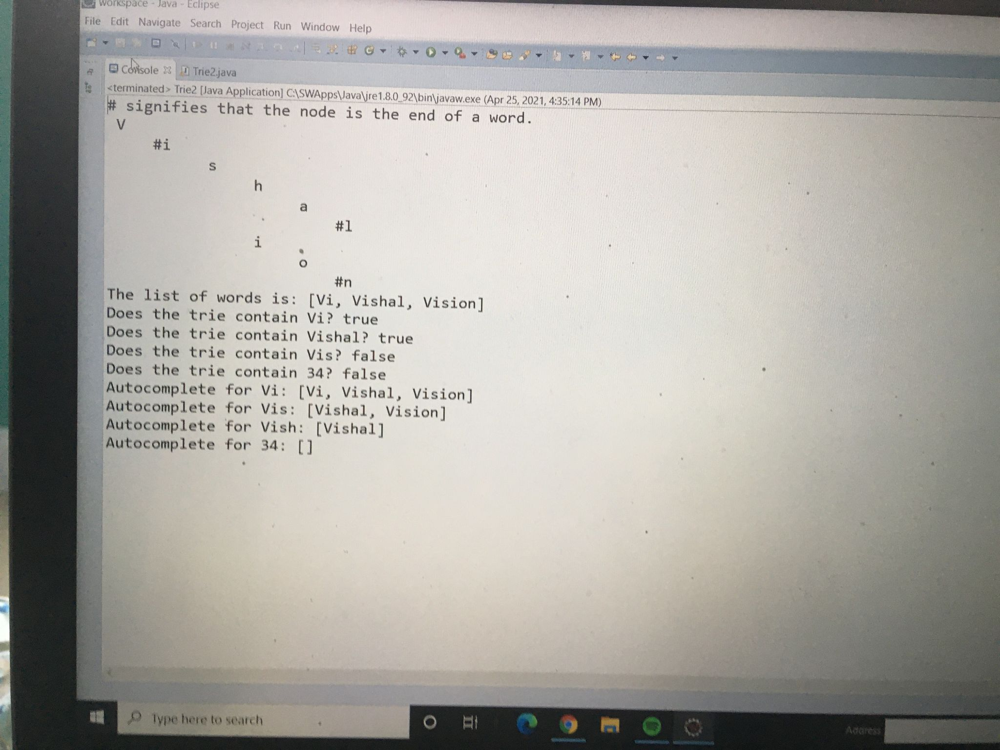 workspace - Java - Eclipse
File Edit Navigate Search Project Run Window Help
Console Trie2.java
<terminated> Trie2 [Java Application] C:\SWApps\Java\jre1.8.0_92\bin\javaw.exe (Apr 25, 2021, 4:35:14 PM)
# signifies that the node is the end of a word.
V
#i
s
h
a
#l
i
o
#n
The list of words is: [Vi, Vishal, Vision]
Does the trie contain Vi? true
Does the trie contain Vishal? true
Does the trie contain Vis? false
Does the trie contain 34? false
Autocomplete for Vi: [Vi, Vishal, Vision]
Autocomplete for Vis: [Vishal, Vision]
Autocomplete for Vish: [Vishal]
Autocomplete for 34: []
Type here to search
Address